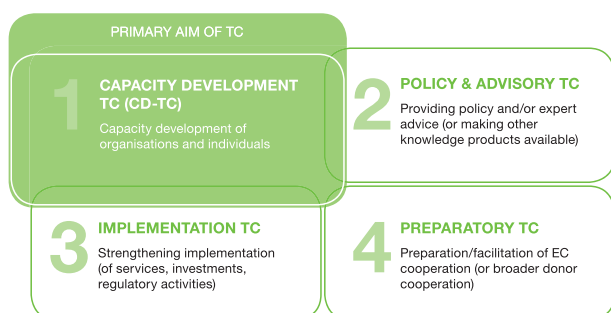 PRIMARY AIM OF TC
1
CAPACITY DEVELOPMENT
TC (CD-TC)
Capacity development of
organisations and individuals
2
POLICY & ADVISORY TC
Providing policy and/or expert
advice (or making other
knowledge products available)
3
IMPLEMENTATION TC
Strengthening implementation
(of services, investments,
regulatory activities)
4
PREPARATORY TC
Preparation/facilitation of EC
cooperation (or broader donor
cooperation)